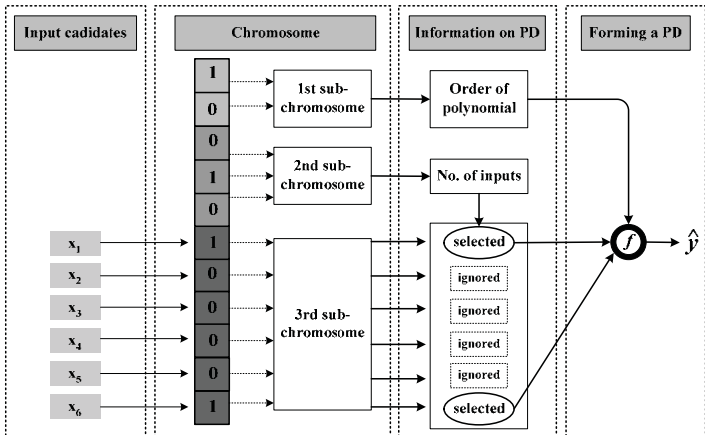 Input cadidates
Chromosome
Information on PD
Forming a PD
1
0
0
1
0
1
0
0
0
0
1
1st sub-
chromosome
2nd sub-
chromosome
3rd sub-
chromosome
Order of
polynomial
No. of inputs
selected
ignored
ignored
ignored
ignored
selected
x1
x2
x3
x4
x5
x6
f
ŷ